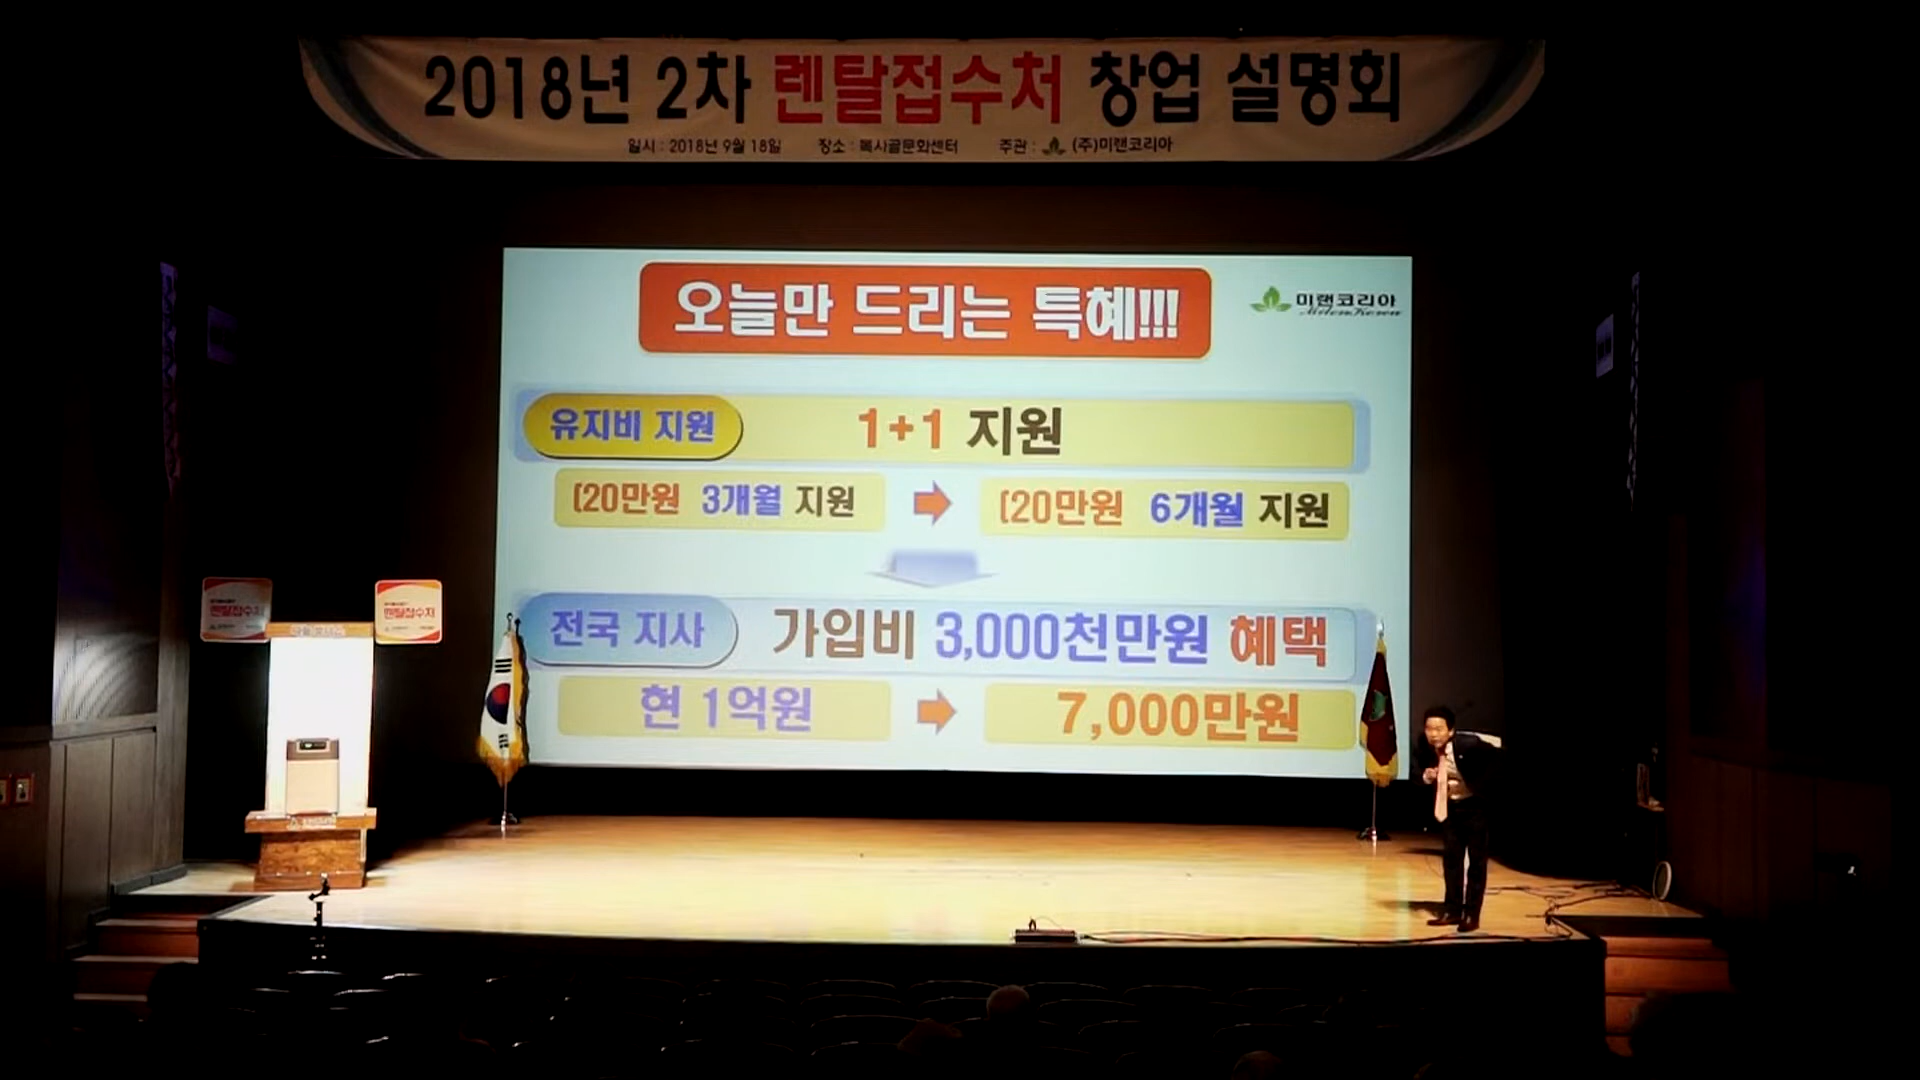 2018년 2차 렌탈접수처 창업 설명회
일시 : 2018년 9월 18일 장소 : 복사골문화센터 주관 : (주)미랜코리아
오늘만 드리는 특혜!!!
미랜코리아
MilenKorea
유지비 지원 1+1 지원
(20만원 3개월 지원 (20만원 6개월 지원
전국 지사 가입비 3,000천만원 혜택
현 1억원 7,000만원
렌탈접수처
렌탈접수처